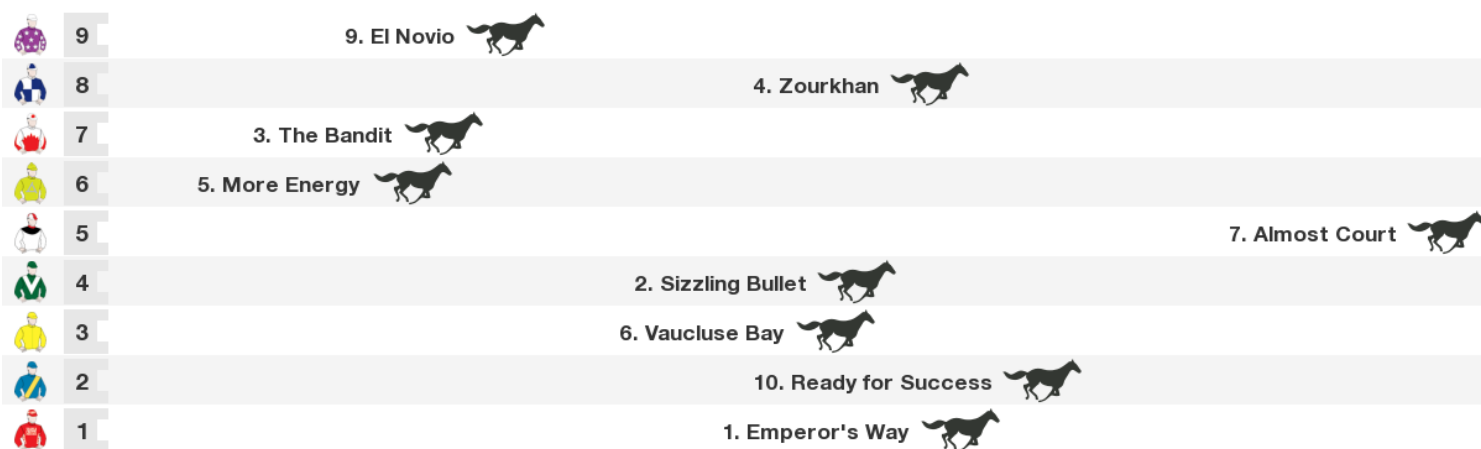 9 9. El Novio
8 4. Zourkhan
7 3. The Bandit
6 5. More Energy
5 7. Almost Court
4 2. Sizzling Bullet
3 6. Vaucluse Bay
2 10. Ready for Success
1 1. Emperor's Way